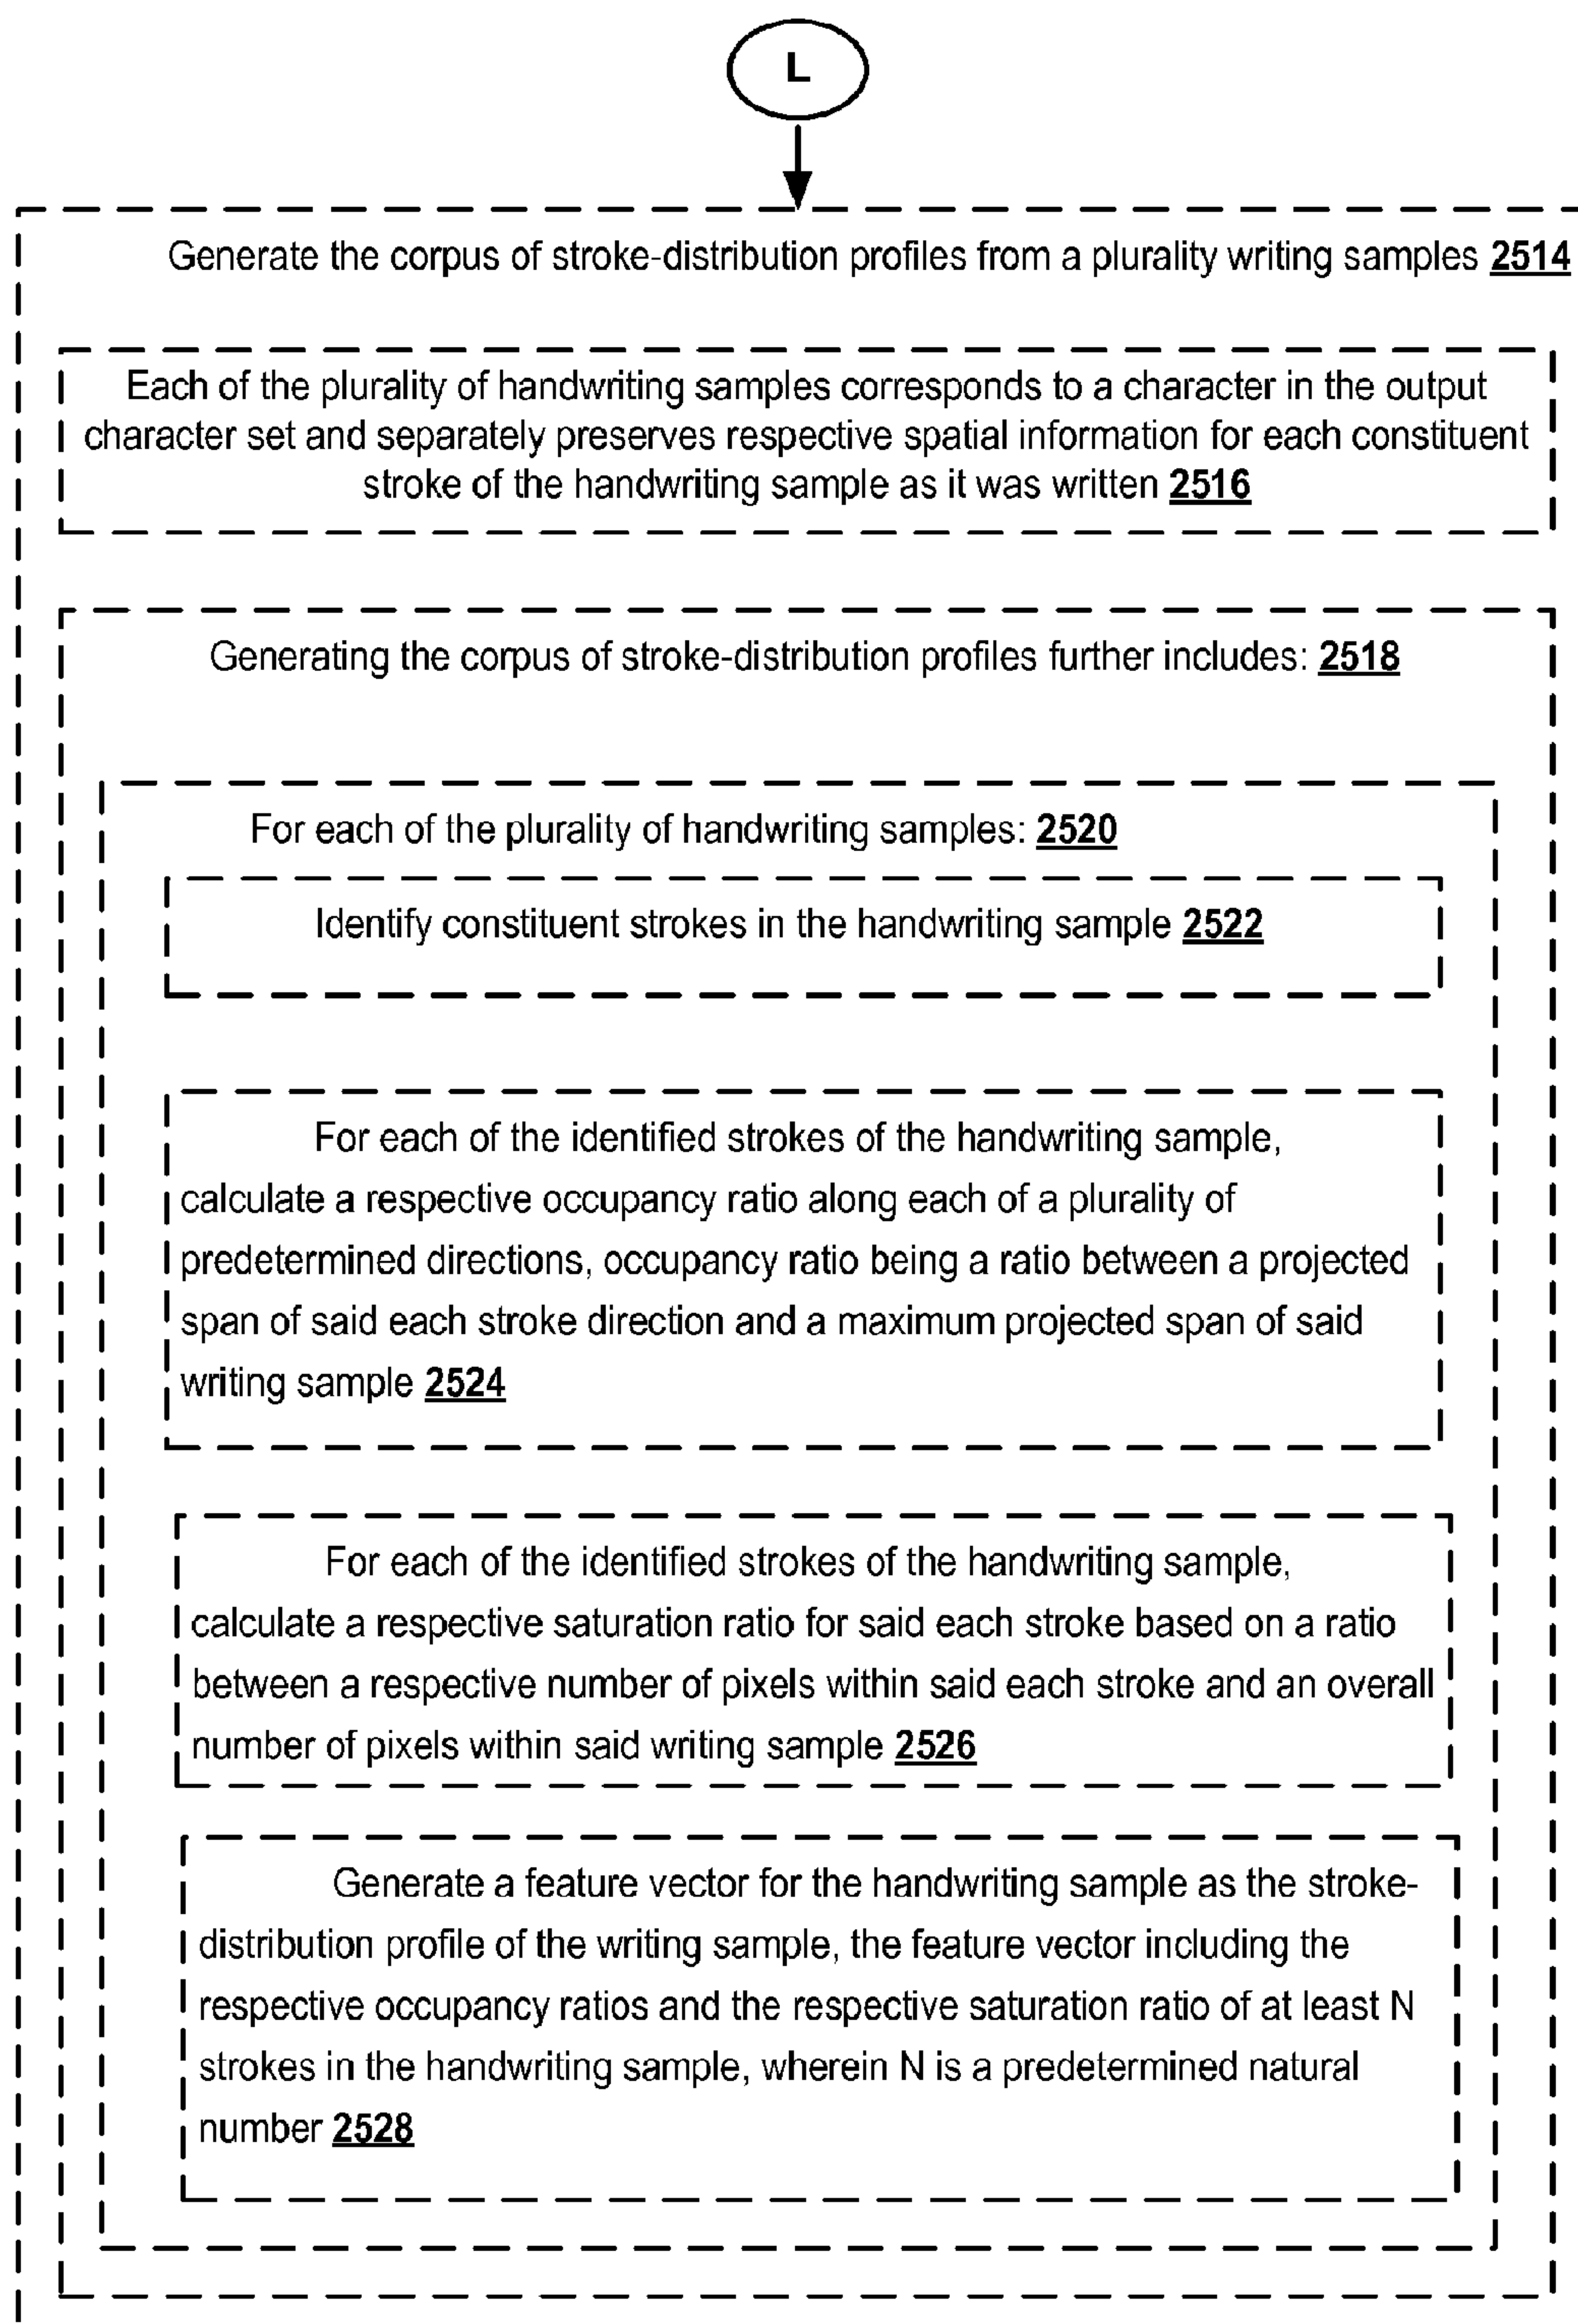 L
Generate the corpus of stroke-distribution profiles from a plurality writing samples 2514
Each of the plurality of handwriting samples corresponds to a character in the output
character set and separately preserves respective spatial information for each constituent
stroke of the handwriting sample as it was written 2516
Generating the corpus of stroke-distribution profiles further includes: 2518
For each of the plurality of handwriting samples: 2520
Identify constituent strokes in the handwriting sample 2522
For each of the identified strokes of the handwriting sample,
calculate a respective occupancy ratio along each of a plurality of
predetermined directions, occupancy ratio being a ratio between a projected
span of said each stroke direction and a maximum projected span of said
writing sample 2524
For each of the identified strokes of the handwriting sample,
calculate a respective saturation ratio for said each stroke based on a ratio
between a respective number of pixels within said each stroke and an overall
number of pixels within said writing sample 2526
Generate a feature vector for the handwriting sample as the stroke-
distribution profile of the writing sample, the feature vector including the
respective occupancy ratios and the respective saturation ratio of at least N
strokes in the handwriting sample, wherein N is a predetermined natural
number 2528